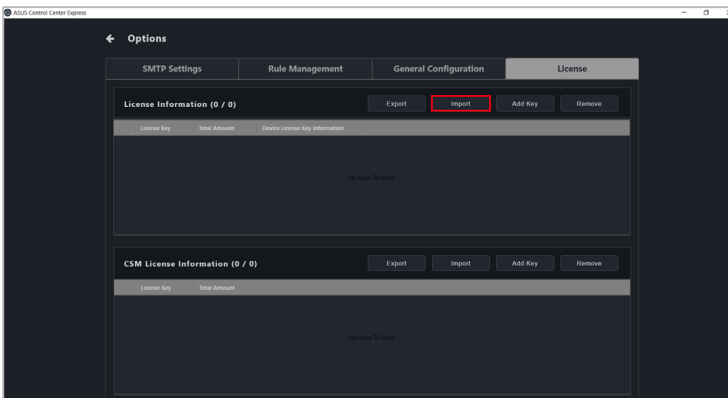 ASUS Control Center Express
Options
SMTP Settings Rule Management General Configuration License
License Information (0 / 0) Export Import Add Key Remove
License Key Total Amount Device License Key Information
No Rows To Show
CSM License Information (0 / 0) Export Import Add Key Remove
License Key Total Amount
No Rows To Show